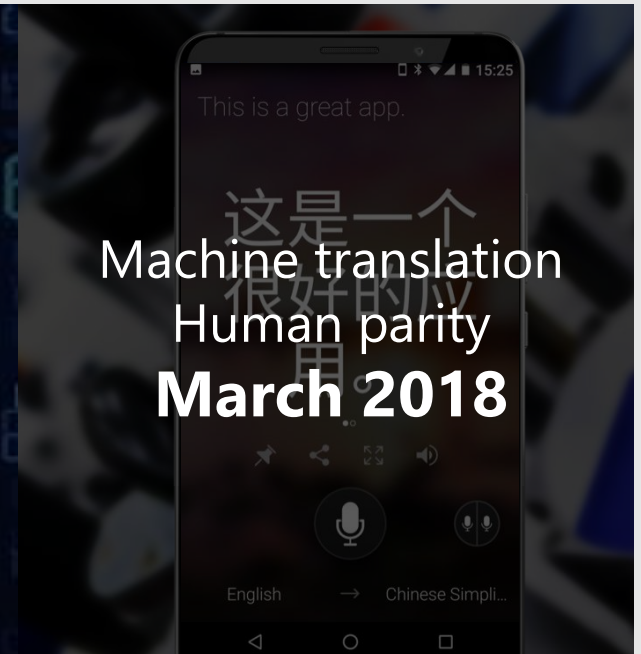 15:25
This is a great app.
这是一个
Machine translation
很好的应
Human parity
用。
March 2018
English → Chinese Simpli...